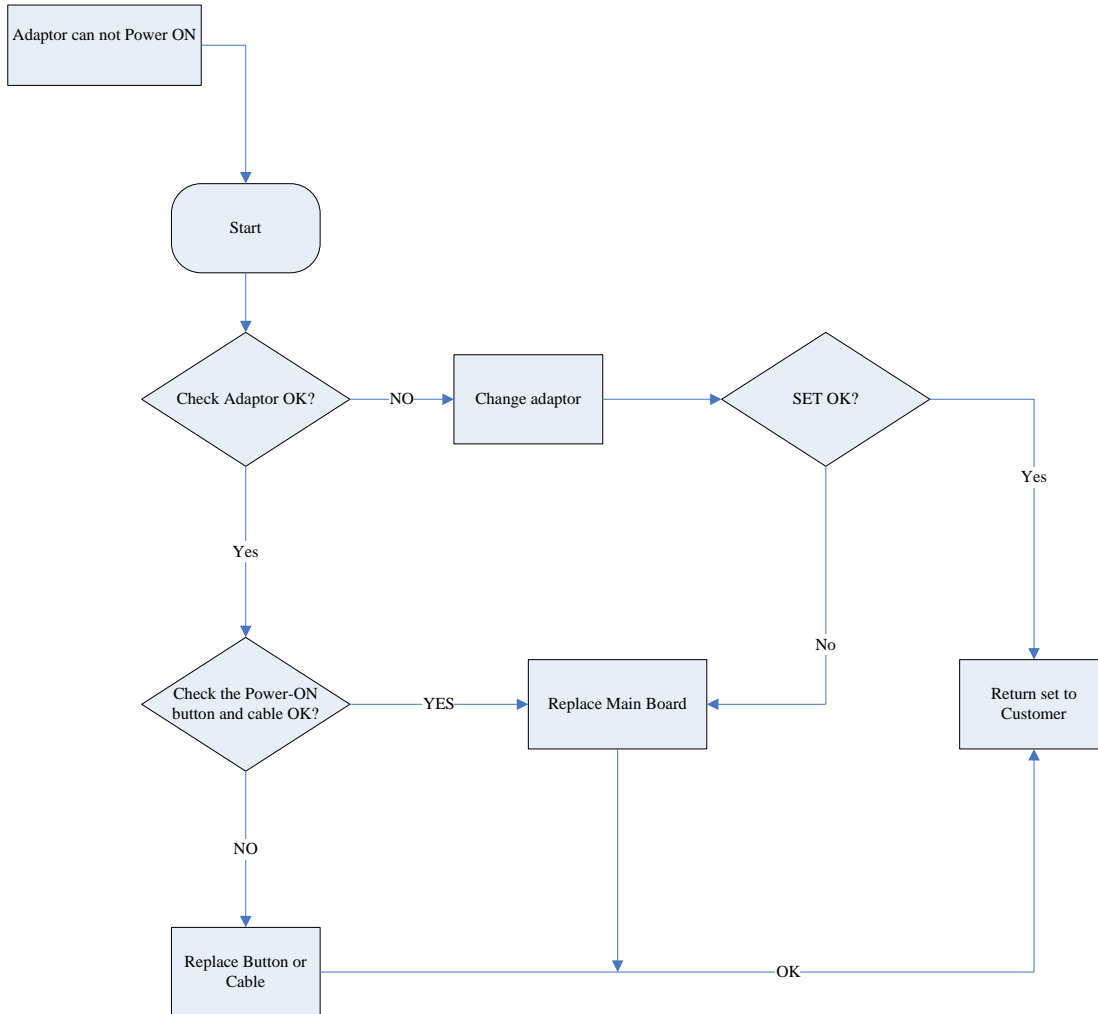 Adaptor can not Power ON
Start
Check Adaptor OK?
NO
Change adaptor
SET OK?
Yes
Yes
No
Check the Power-ON
button and cable OK?
YES
Replace Main Board
Return set to
Customer
NO
Replace Button or
Cable
OK